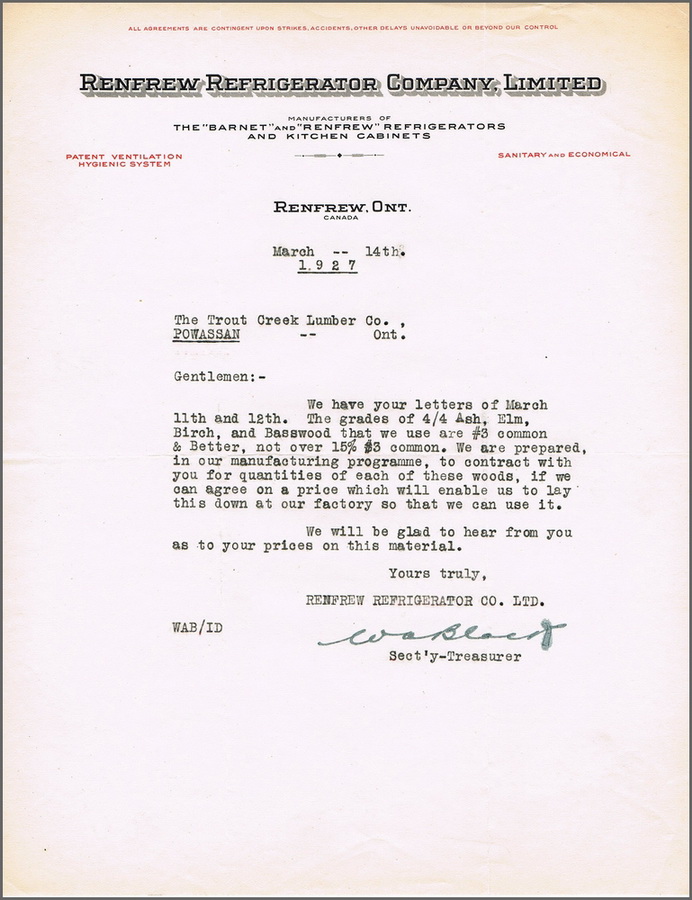 ALL AGREEMENTS ARE CONTINGENT UPON STRIKES, ACCIDENTS, OTHER DELAYS UNAVOIDABLE OR BEYOND OUR CONTROL
RENFREW REFRIGERATOR COMPANY, LIMITED
MANUFACTURERS OF
THE "BARNET" AND "RENFREW" REFRIGERATORS
AND KITCHEN CABINETS
PATENT VENTILATION
HYGIENIC SYSTEM
SANITARY AND ECONOMICAL
RENFREW, ONT.
CANADA
March -- 14th.
1927
The Trout Creek Lumber Co. ,
POWASSAN -- Ont.
Gentlemen:-
We have your letters of March
11th and 12th. The grades of 4/4 Ash, Elm,
Birch, and Basswood that we use are #3 common
& Better, not over 15% #3 common. We are prepared,
in our manufacturing programme, to contract with
you for quantities of each of these woods, if we
can agree on a price which will enable us to lay
this down at our factory so that we can use it.
We will be glad to hear from you
as to your prices on this material.
Yours truly,
RENFREW REFRIGERATOR CO. LTD.
WAB/ID
WaBlack
Sect'y-Treasurer